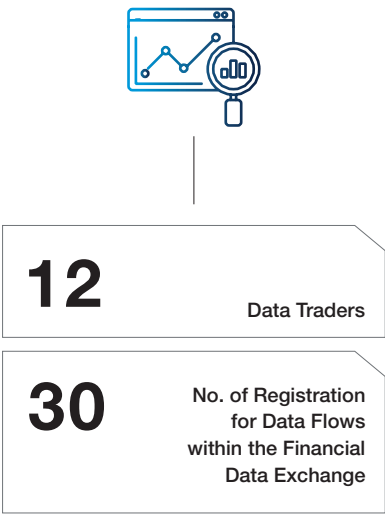 12
Data Traders
30
No. of Registration
for Data Flows
within the Financial
Data Exchange